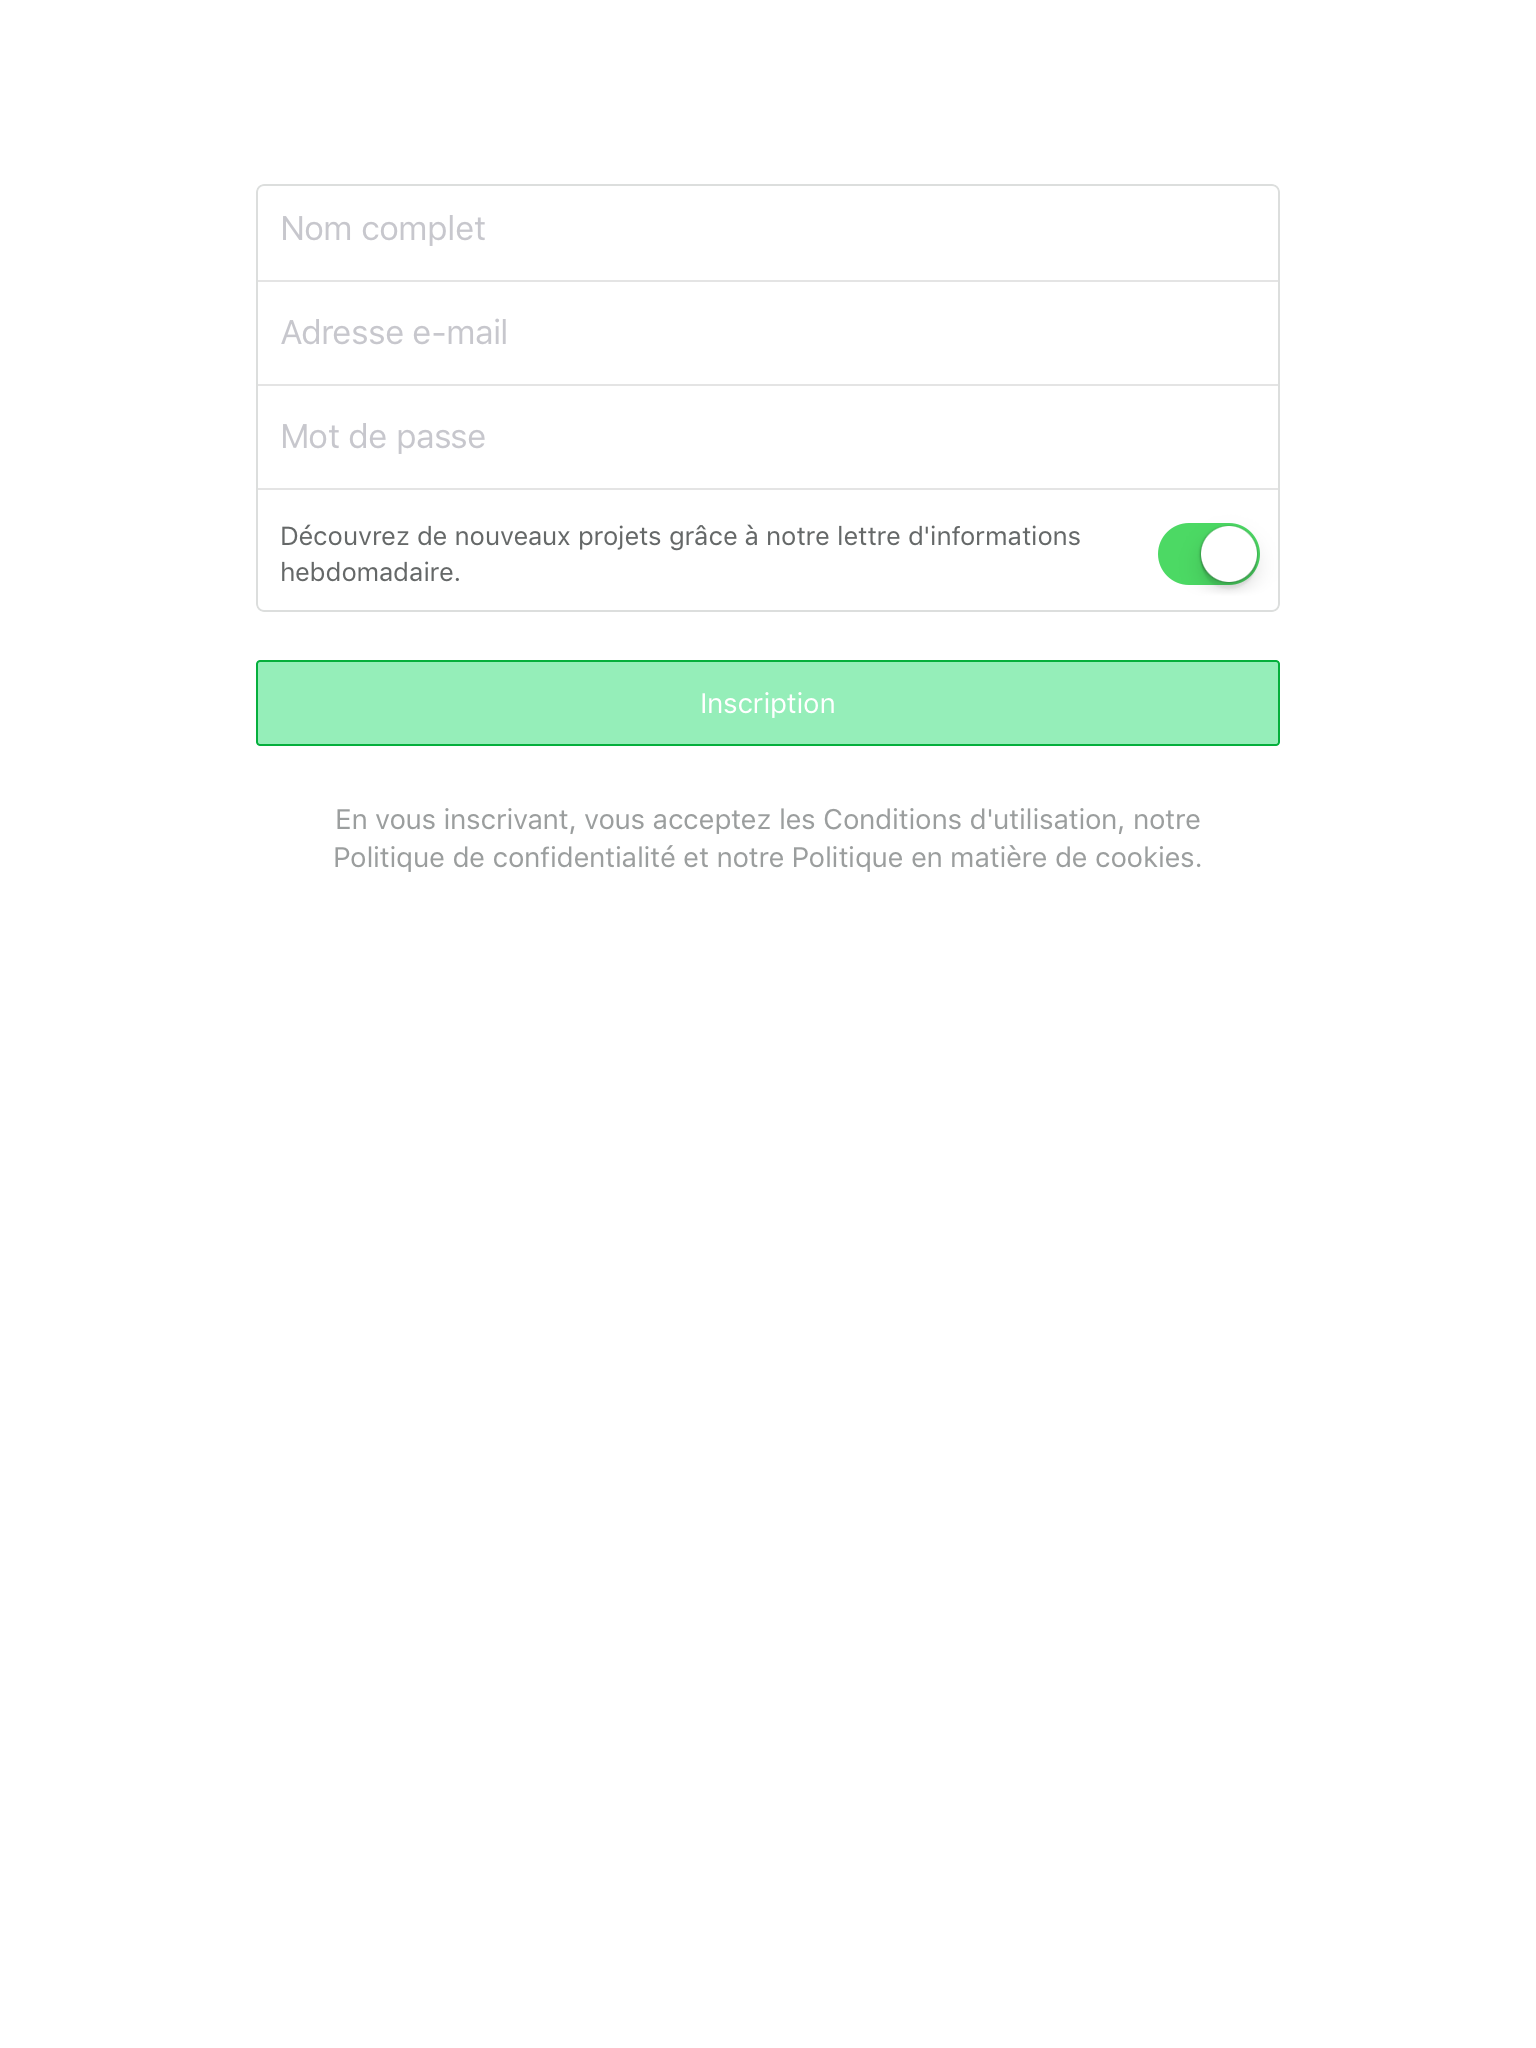 Nom complet
Adresse e-mail
Mot de passe
Découvrez de nouveaux projets grâce à notre lettre d'informations
hebdomadaire.
Inscription
En vous inscrivant, vous acceptez les Conditions d'utilisation, notre
Politique de confidentialité et notre Politique en matière de cookies.